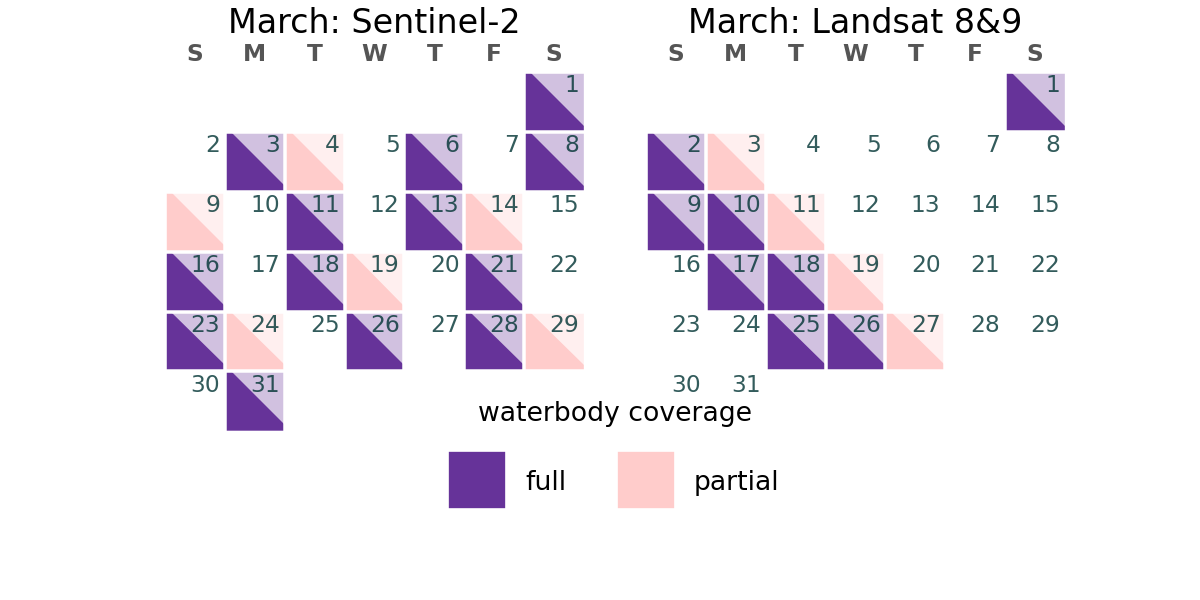 March: Sentinel-2
S M T W T F S
1
2 3 4 5 6 7 8
9 10 11 12 13 14 15
16 17 18 19 20 21 22
23 24 25 26 27 28 29
30 31
March: Landsat 8&9
S M T W T F S
1
2 3 4 5 6 7 8
9 10 11 12 13 14 15
16 17 18 19 20 21 22
23 24 25 26 27 28 29
30 31
waterbody coverage
full partial